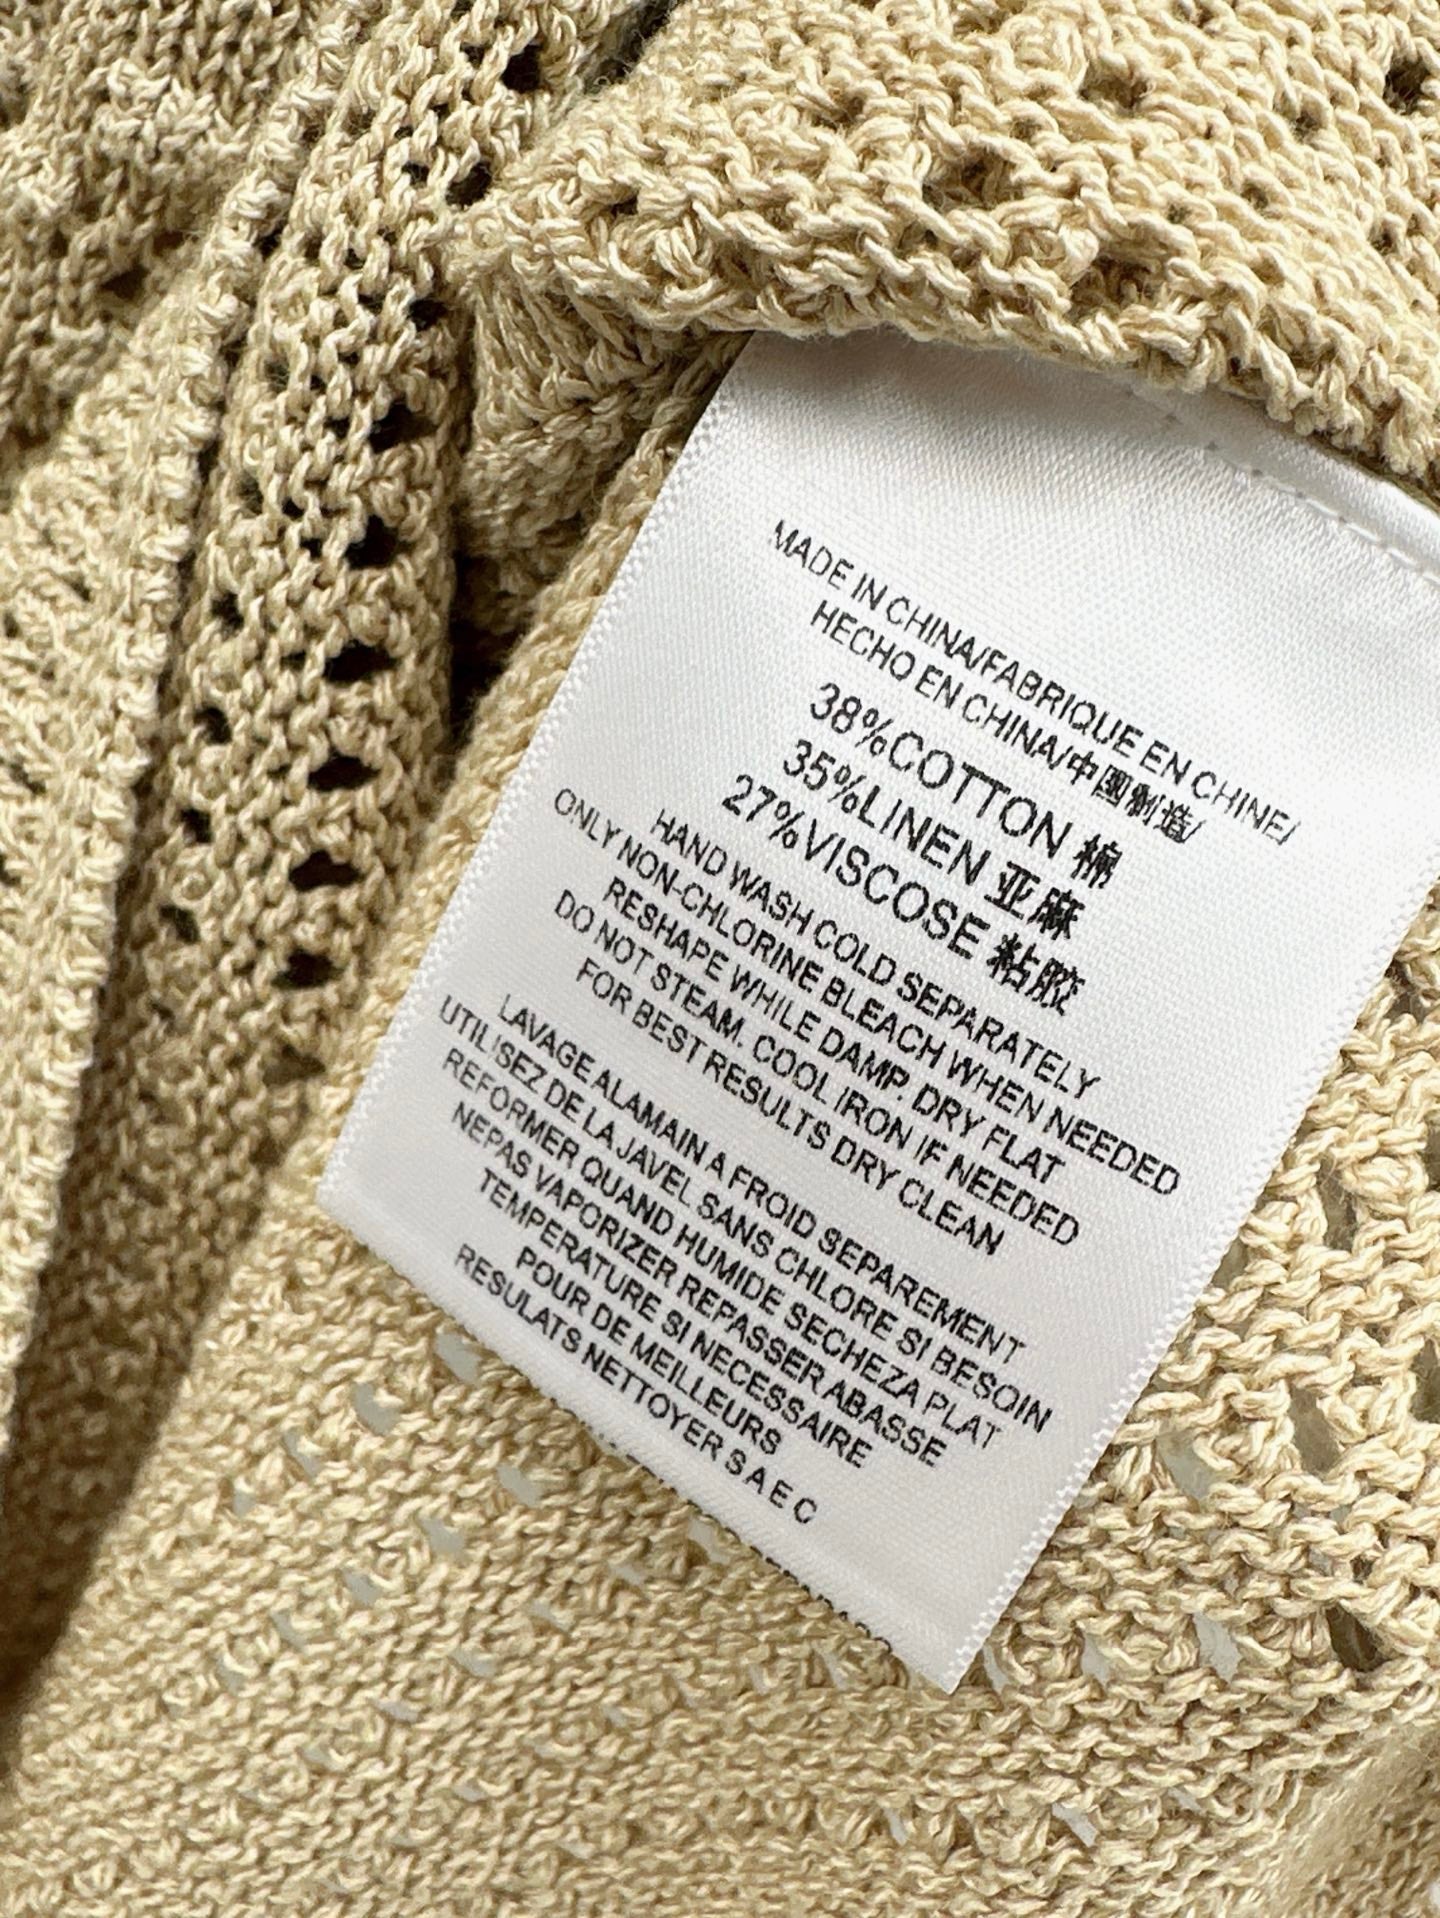 MADE IN CHINA/FABRIQUE EN CHINE/
HECHO EN CHINA/中國制造/
38%COTTON 棉
35%LINEN 亚麻
27%VISCOSE 粘胶
HAND WASH COLD SEPARATELY
ONLY NON-CHLORINE BLEACH WHEN NEEDED
RESHAPE WHILE DAMP. DRY FLAT
DO NOT STEAM. COOL IRON IF NEEDED
FOR BEST RESULTS DRY CLEAN
LAVAGE ALAMAIN A FROID SEPAREMENT
UTILISEZ DE LA JAVEL SANS CHLORE SI BESOIN
REFORMER QUAND HUMIDE SECHEZA PLAT
NEPAS VAPORIZER REPASSER ABASSE
TEMPERATURE SI NECESSAIRE
POUR DE MEILLEURS
RESULATS NETTOYER S A E C